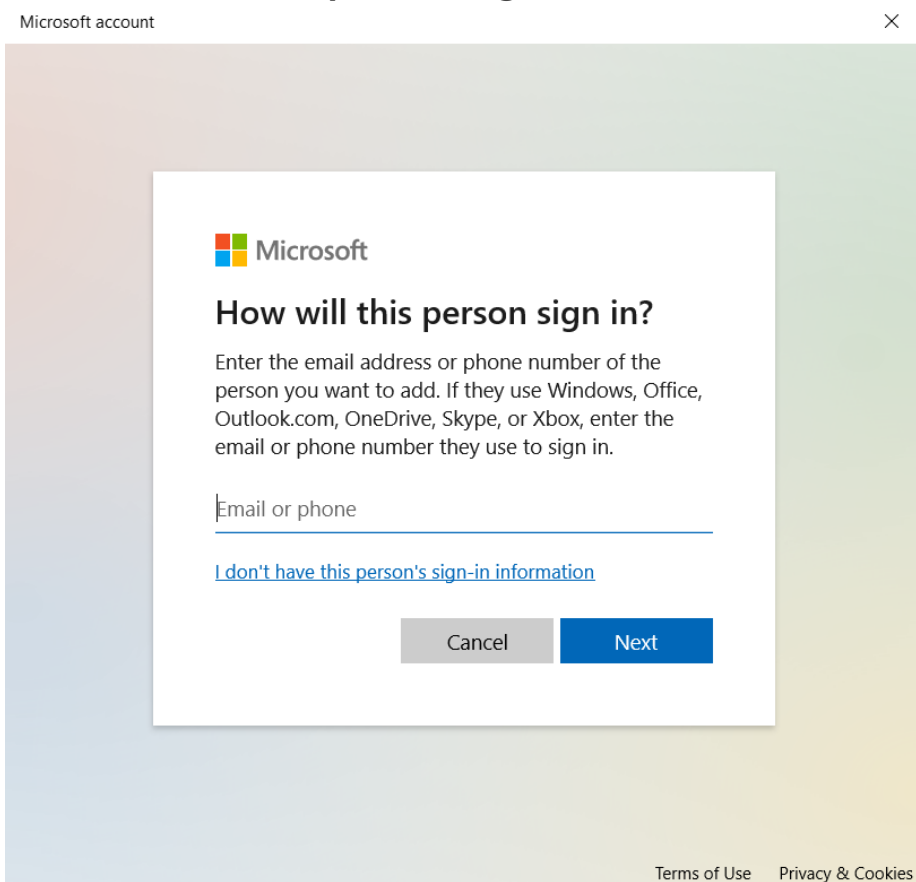 Microsoft account
Microsoft
How will this person sign in?
Enter the email address or phone number of the
person you want to add. If they use Windows, Office,
Outlook.com, OneDrive, Skype, or Xbox, enter the
email or phone number they use to sign in.
Email or phone
I don't have this person's sign-in information
Cancel Next
Terms of Use Privacy & Cookies